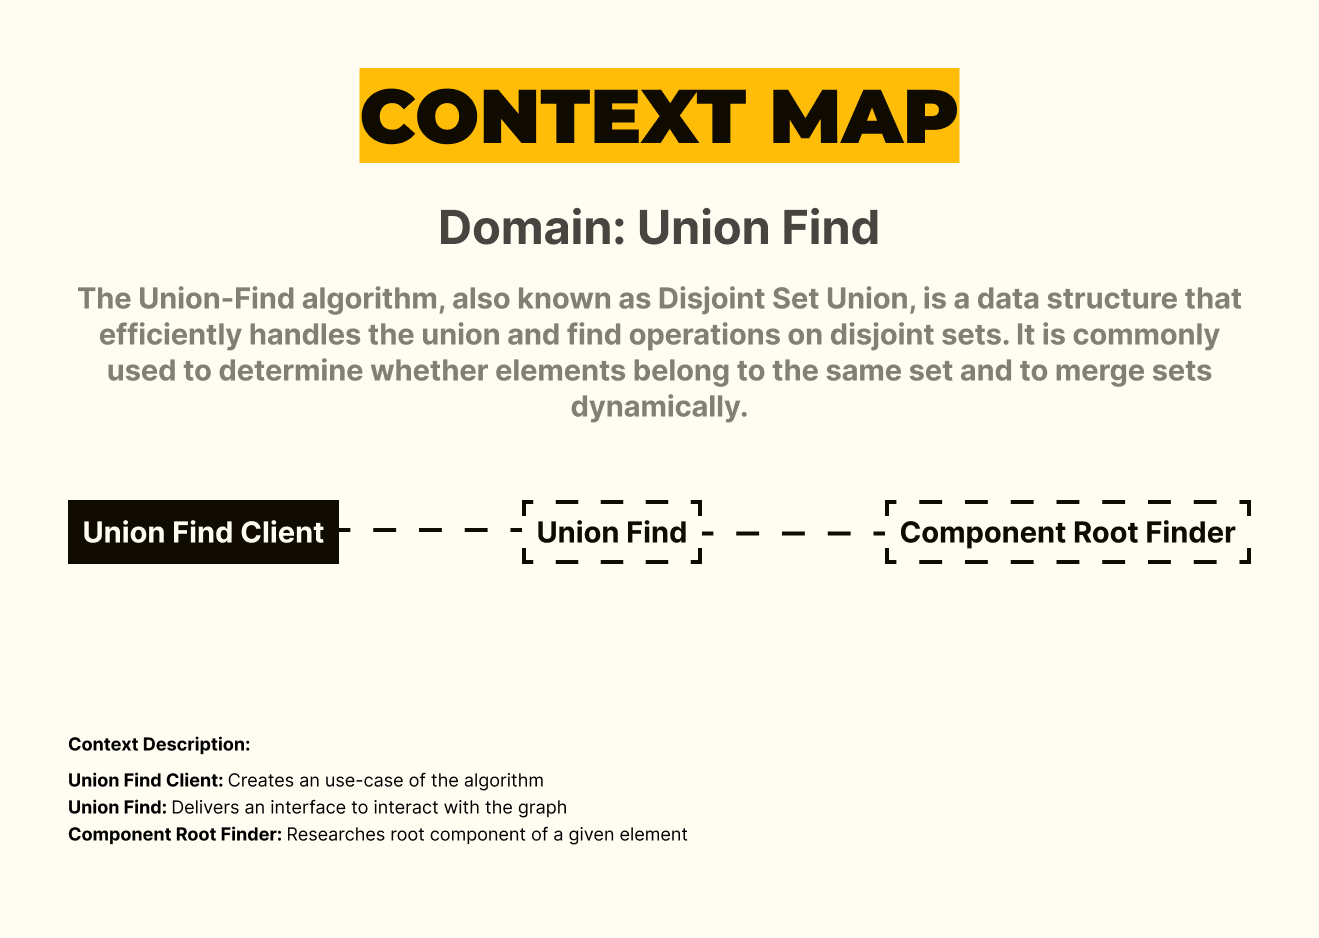 CONTEXT MAP
Domain: Union Find
The Union-Find algorithm, also known as Disjoint Set Union, is a data structure that
efficiently handles the union and find operations on disjoint sets. It is commonly
used to determine whether elements belong to the same set and to merge sets
dynamically.
Union Find Client
Union Find
Component Root Finder
Context Description:
Union Find Client: Creates an use-case of the algorithm
Union Find: Delivers an interface to interact with the graph
Component Root Finder: Researches root component of a given element